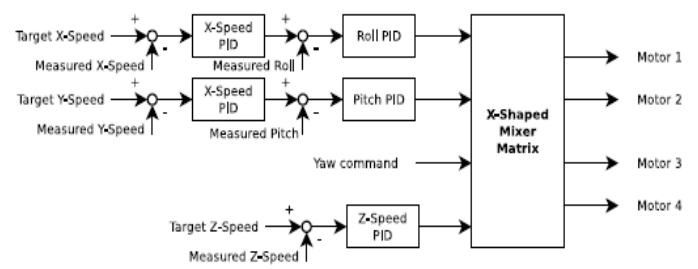 Target X-Speed
+
-
X-Speed
PID
Measured X-Speed
+
-
Measured Roll
Roll PID
Target Y-Speed
+
-
X-Speed
PID
Measured Y-Speed
+
-
Measured Pitch
Pitch PID
Yaw command
Target Z-Speed
+
-
Measured Z-Speed
Z-Speed
PID
X-Shaped
Mixer
Matrix
Motor 1
Motor 2
Motor 3
Motor 4